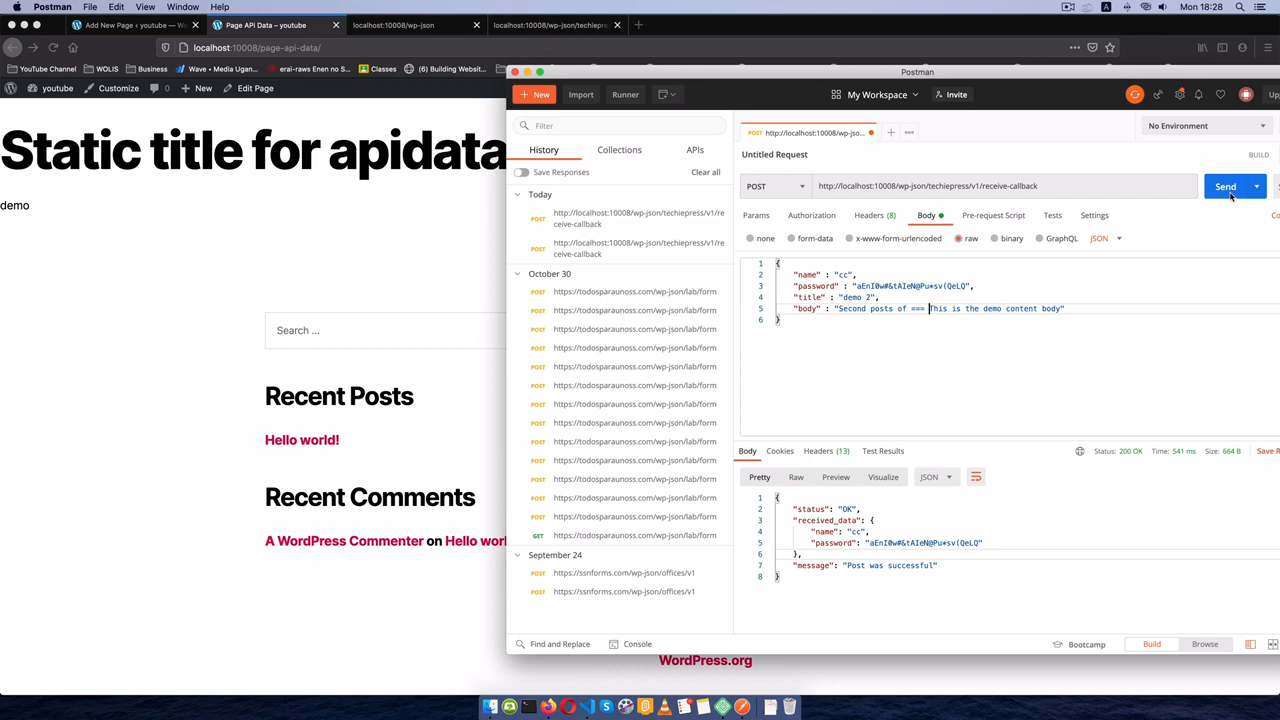 Postman File Edit View Window Help
Mon 18:28
Add New Page ‹ youtube — W
Page APi Data – youtube
localhost:10008/wp-json
localhost:10008/wp-json/techiepres
localhost:10008/page-api-data/
YouTube Channel WOLIS Business Wave • Media Ugan... erai-raws Enen no S... Classes (6) Building Websit...
youtube Customize 0 New Edit Page
Static title for apidata
demo
Search …
Recent Posts
Hello world!
Recent Comments
A WordPress Commenter on Hello wor
WordPress.org
Postman
New Import Runner
My Workspace Invite
Up
Filter
History Collections APIs
Save Responses Clear all
Today
POST http://localhost:10008/wp-json/techiepress/v1/re
ceive-callback
POST http://localhost:10008/wp-json/techiepress/v1/re
ceive-callback
October 30
POST https://todosparaunoss.com/wp-json/lab/form
POST https://todosparaunoss.com/wp-json/lab/form
POST https://todosparaunoss.com/wp-json/lab/form
POST https://todosparaunoss.com/wp-json/lab/form
POST https://todosparaunoss.com/wp-json/lab/form
POST https://todosparaunoss.com/wp-json/lab/form
POST https://todosparaunoss.com/wp-json/lab/form
POST https://todosparaunoss.com/wp-json/lab/form
POST https://todosparaunoss.com/wp-json/lab/form
POST https://todosparaunoss.com/wp-json/lab/form
POST https://todosparaunoss.com/wp-json/lab/form
POST https://todosparaunoss.com/wp-json/lab/form
POST https://todosparaunoss.com/wp-json/lab/form
GET https://todosparaunoss.com/wp-json/lab/form
September 24
POST https://ssnforms.com/wp-json/offices/v1
POST https://ssnforms.com/wp-json/offices/v1
POST http://localhost:10008/wp-jso...
No Environment
Untitled Request
BUILD
POST http://localhost:10008/wp-json/techiepress/v1/receive-callback Send
Params Authorization Headers (8) Body Pre-request Script Tests Settings Co
none form-data x-www-form-urlencoded raw binary GraphQL JSON
1 {
2 "name" : "cc",
3 "password" : "aEnI0w#&tAIeN@Pu*sv(QeLQ",
4 "title" : "demo 2",
5 "body" : "Second posts of === This is the demo content body"
6 }
Body Cookies Headers (13) Test Results Status: 200 OK Time: 541 ms Size: 664 B Save R
Pretty Raw Preview Visualize JSON
1 {
2 "status": "OK",
3 "received_data": {
4 "name": "cc",
5 "password": "aEnI0w#&tAIeN@Pu*sv(QeLQ"
6 },
7 "message": "Post was successful"
8 }
Find and Replace Console
Bootcamp Build Browse